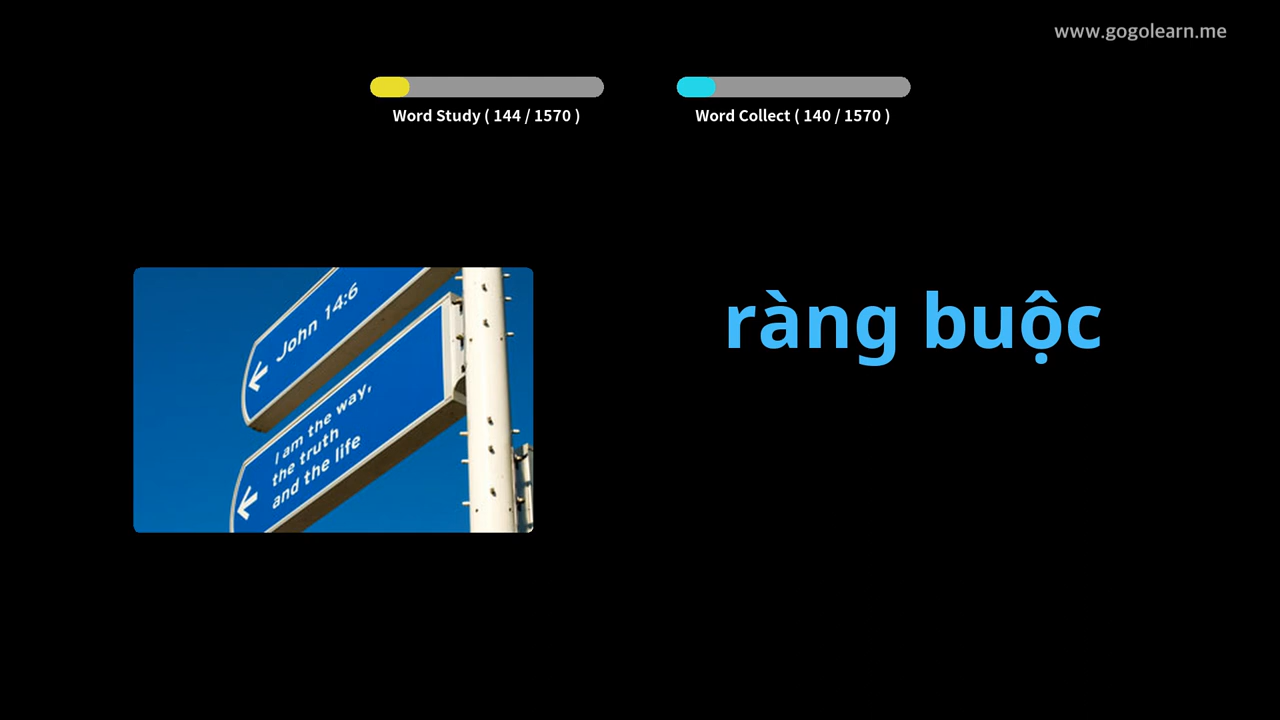 www.gogolearn.me
Word Study ( 144 / 1570 )
Word Collect ( 140 / 1570 )
John 14:6
I am the way,
the truth
and the life
ràng buộc